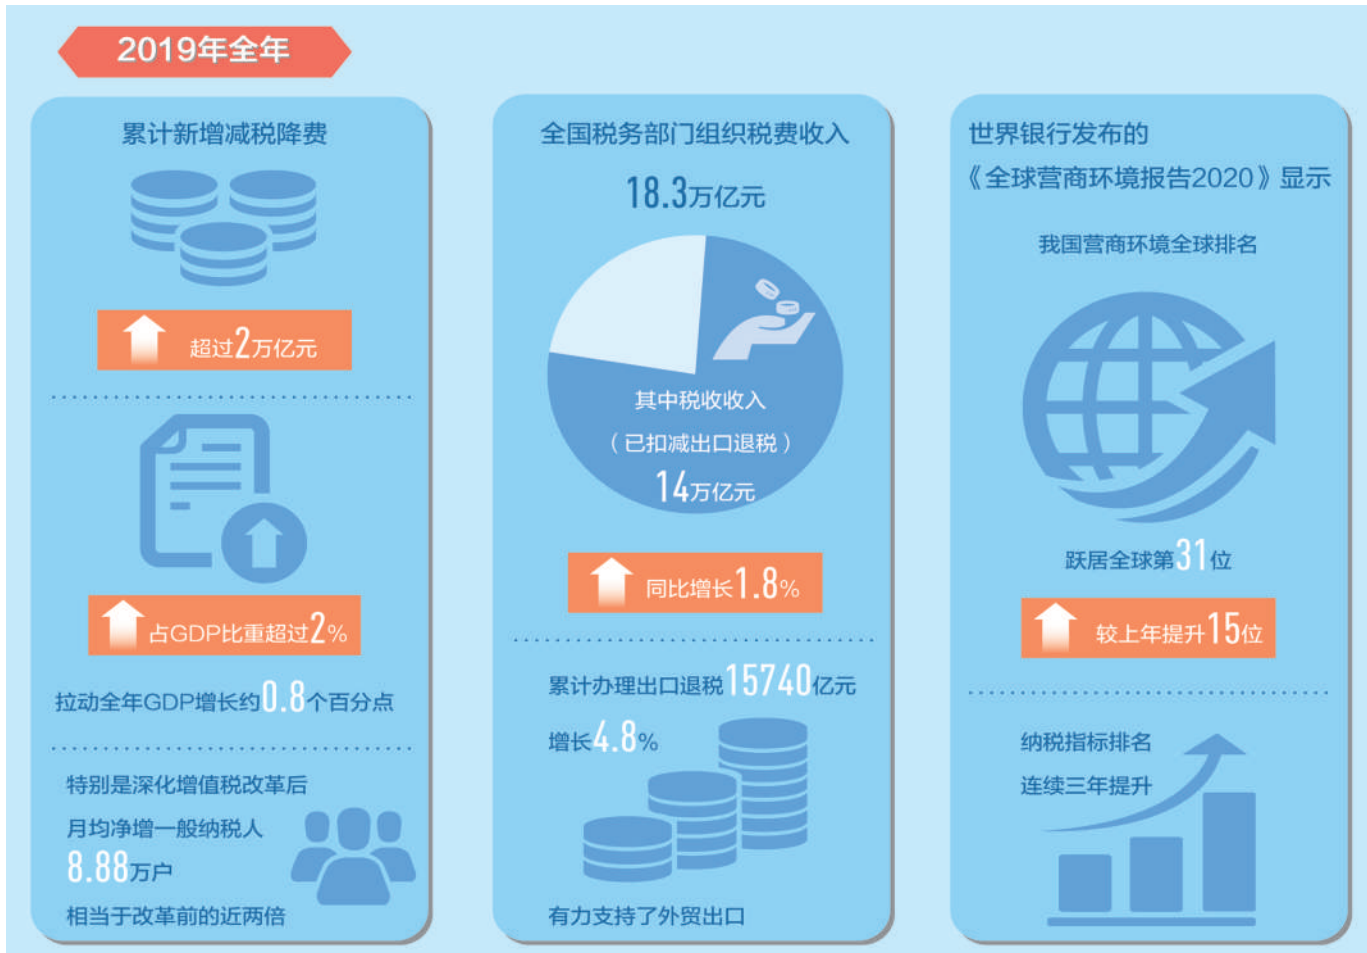 2019年全年
累计新增减税降费
超过2万亿元
占GDP比重超过2%
拉动全年GDP增长约0.8个百分点
特别是深化增值税改革后
月均净增一般纳税人
8.88万户
相当于改革前的近两倍
全国税务部门组织税费收入
18.3万亿元
其中税收收入
（已扣减出口退税）
14万亿元
同比增长1.8%
累计办理出口退税15740亿元
增长4.8%
有力支持了外贸出口
世界银行发布的
《全球营商环境报告2020》显示
我国营商环境全球排名
跃居全球第31位
较上年提升15位
纳税指标排名
连续三年提升